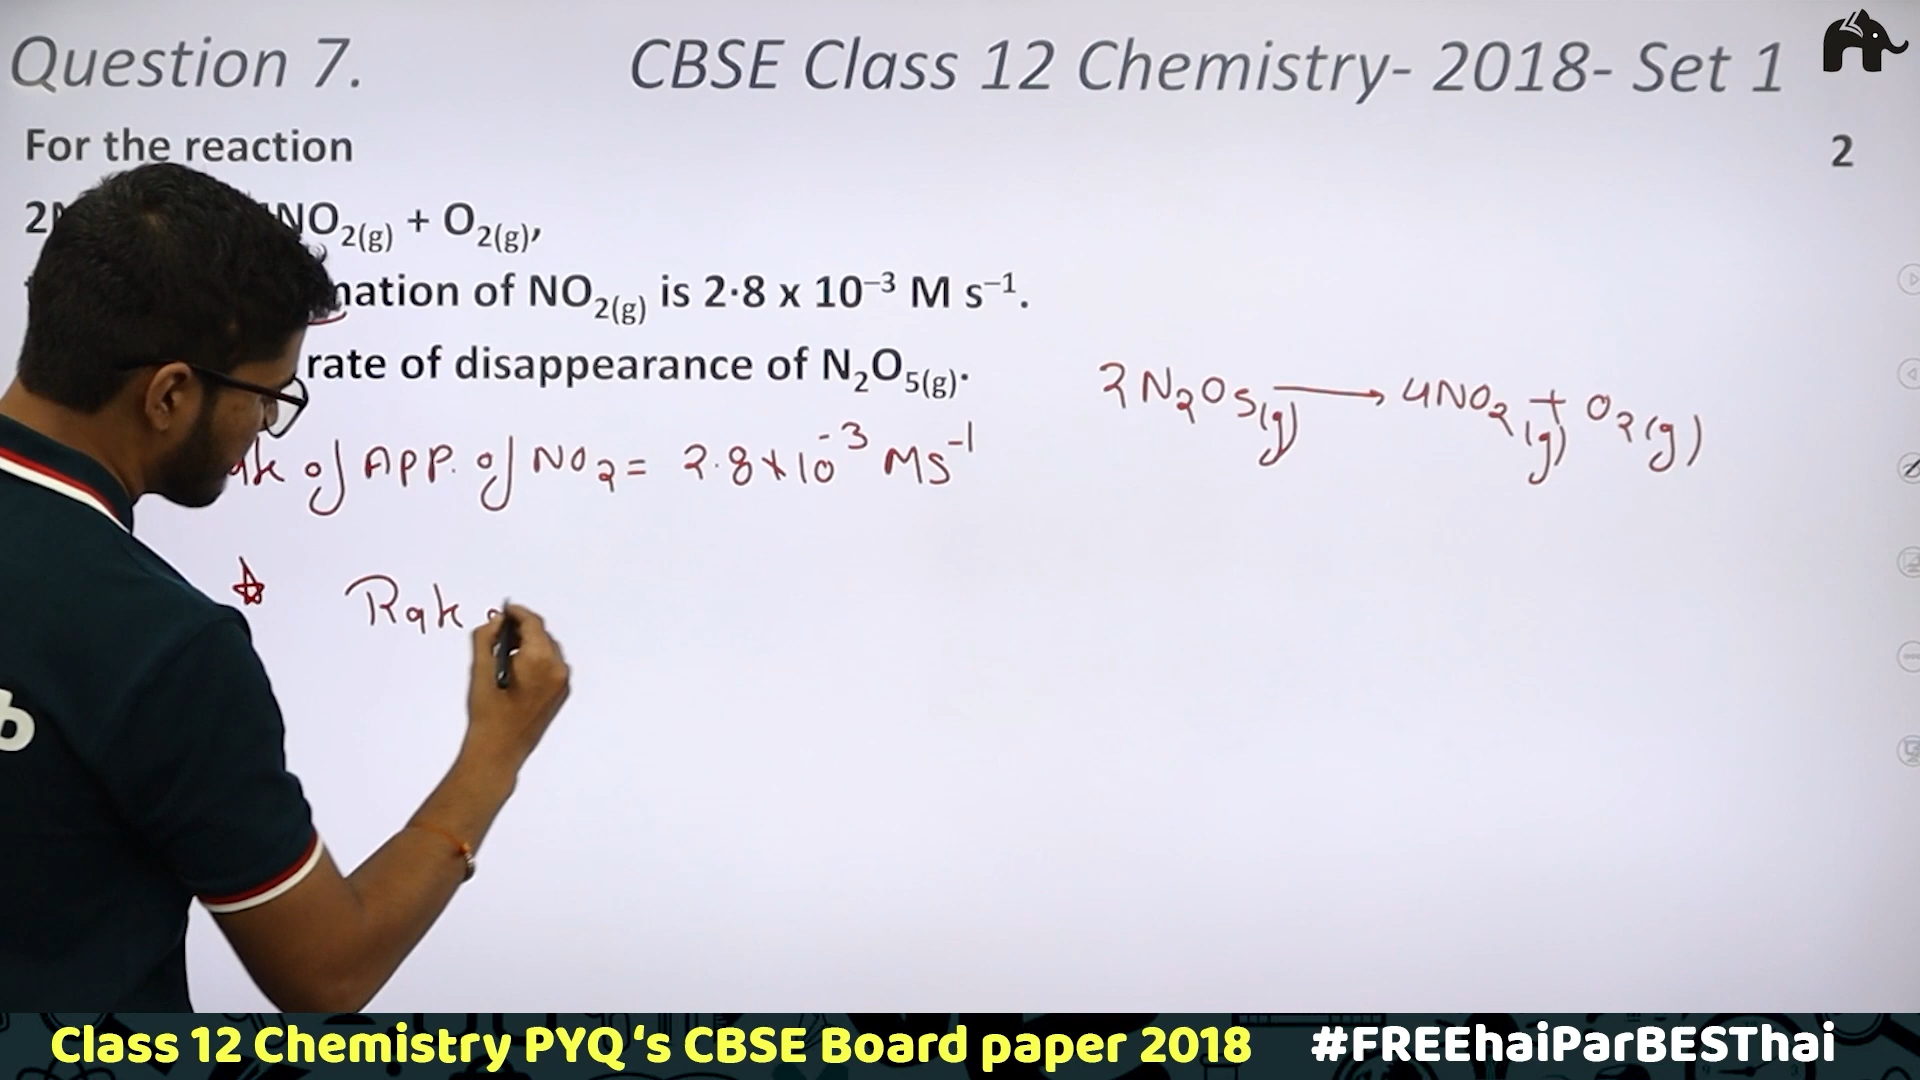 Question 7. CBSE Class 12 Chemistry- 2018- Set 1
For the reaction 2
2N NO₂(g) + O₂(g),
mation of NO₂(g) is 2·8 x 10⁻³ M s⁻¹.
rate of disappearance of N₂O₅(g).
2N₂O₅(g) ⟶ 4NO₂(g) + O₂(g)
of App. of NO₂ = 2.8×10⁻³ Ms⁻¹
Rate
b
Class 12 Chemistry PYQ‘s CBSE Board paper 2018 #FREEhaiParBESThai